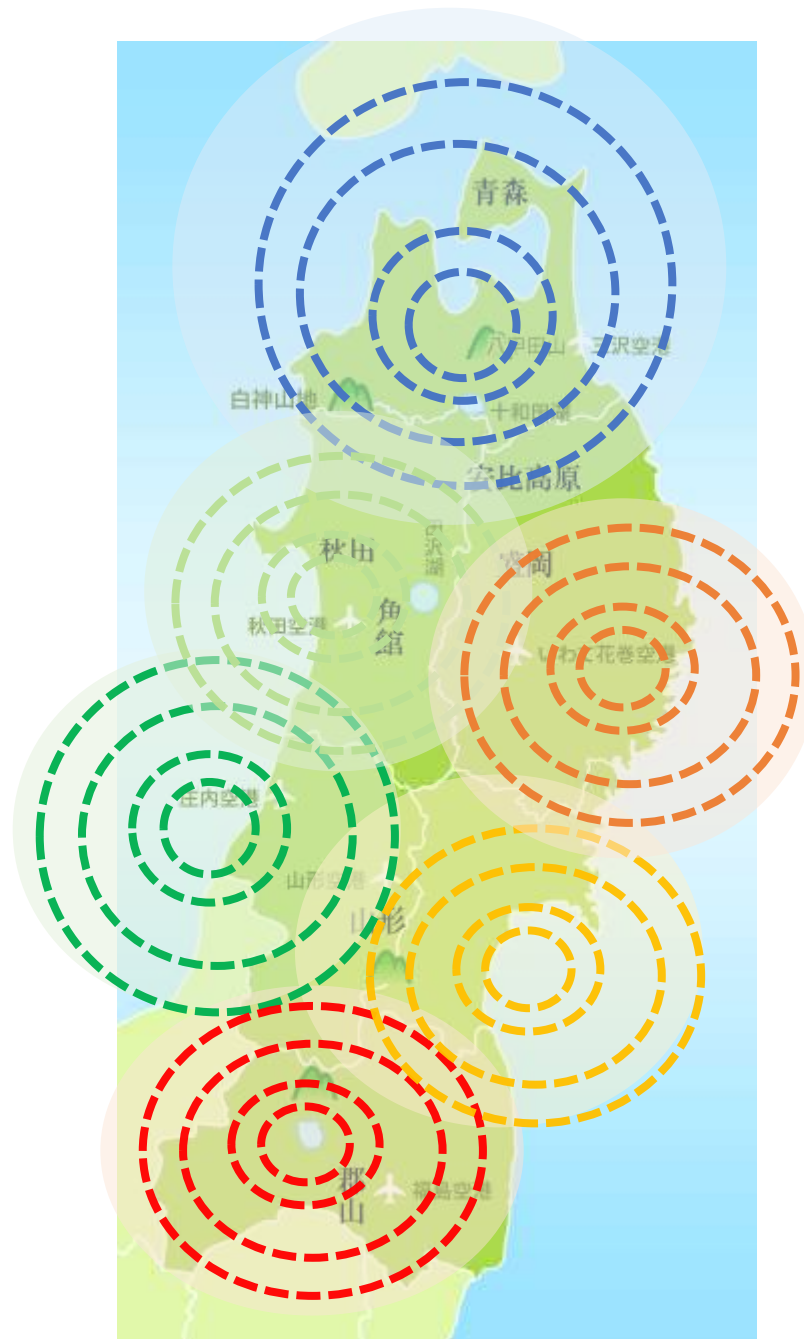 青森
八甲田山
三沢空港
白神山地
十和田湖
安比高原
秋田
田沢湖
盛岡
角館
秋田空港
いわて花巻空港
庄内空港
山形空港
山形
郡山
福島空港